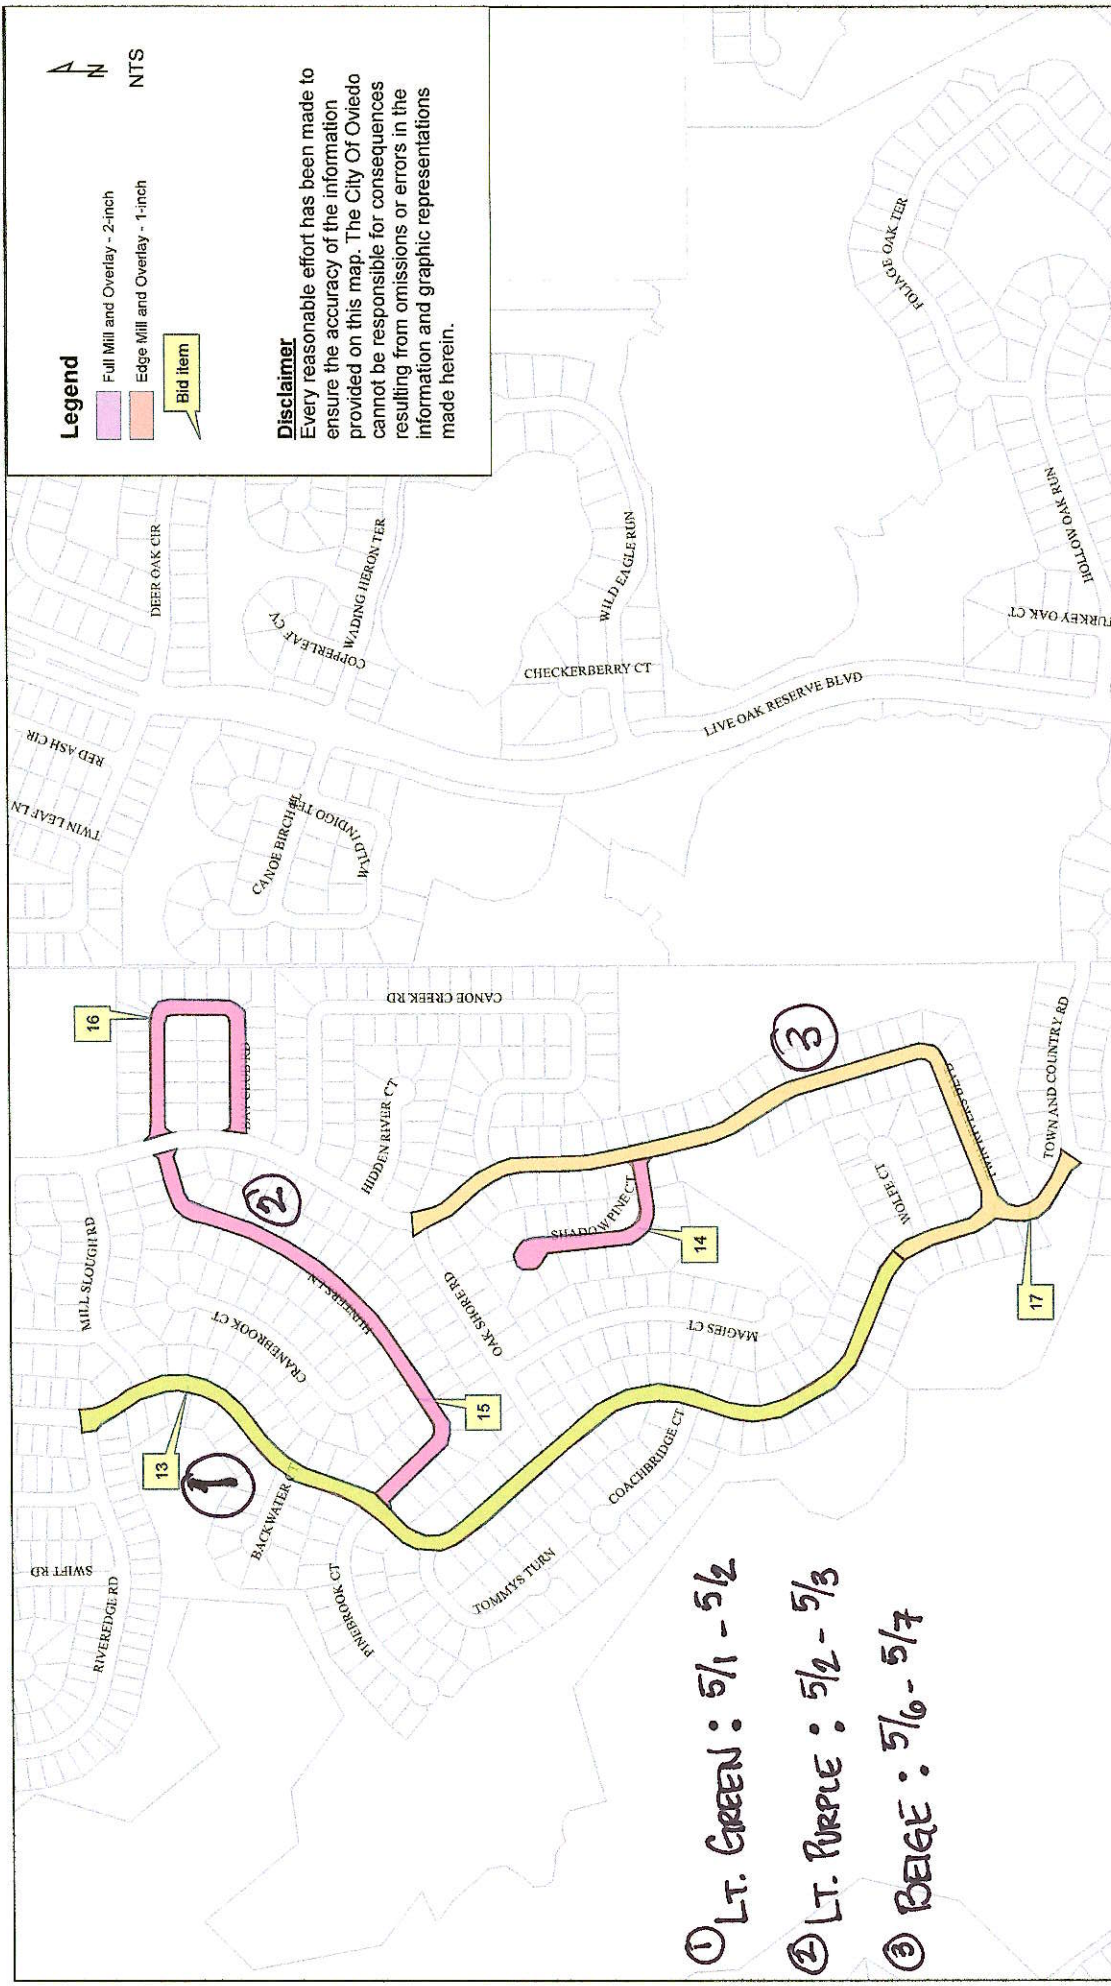 N
NTS
Legend
Full Mill and Overlay - 2-inch
Edge Mill and Overlay - 1-inch
Bid item
Disclaimer
Every reasonable effort has been made to
ensure the accuracy of the information
provided on this map. The City Of Oviedo
cannot be responsible for consequences
resulting from omissions or errors in the
information and graphic representations
made herein.
DEER OAK CIR
WADING HERON TER
COPPERLEAF CV
RED ASH CIR
TWIN LEAF LN
CANOE BIRCH
WILD INDIGO TER
CHECKERBERRY CT
WILD EAGLE RUN
LIVE OAK RESERVE BLVD
FOLIAGE OAK TER
HOLLOW OAK RUN
TURKEY OAK CT
16
CANOE CREEK RD
HIDDEN RIVER CT
2
MILL SLOUGH RD
CRANEBROOK CT
HUNTERS LN
OAK SHORE RD
SHADOW PINE CT
14
3
MAGIES CT
WOLFE CT
TWIN RIVERS BLVD
TOWN AND COUNTRY RD
17
15
13
1
SWIFT RD
RIVEREDGE RD
BACKWATER CT
PINEBROOK CT
TOMMYS TURN
COACHBRIDGE CT
① LT. GREEN : 5/1 - 5/2
② LT. PURPLE : 5/2 - 5/3
③ BEIGE : 5/6 - 5/7